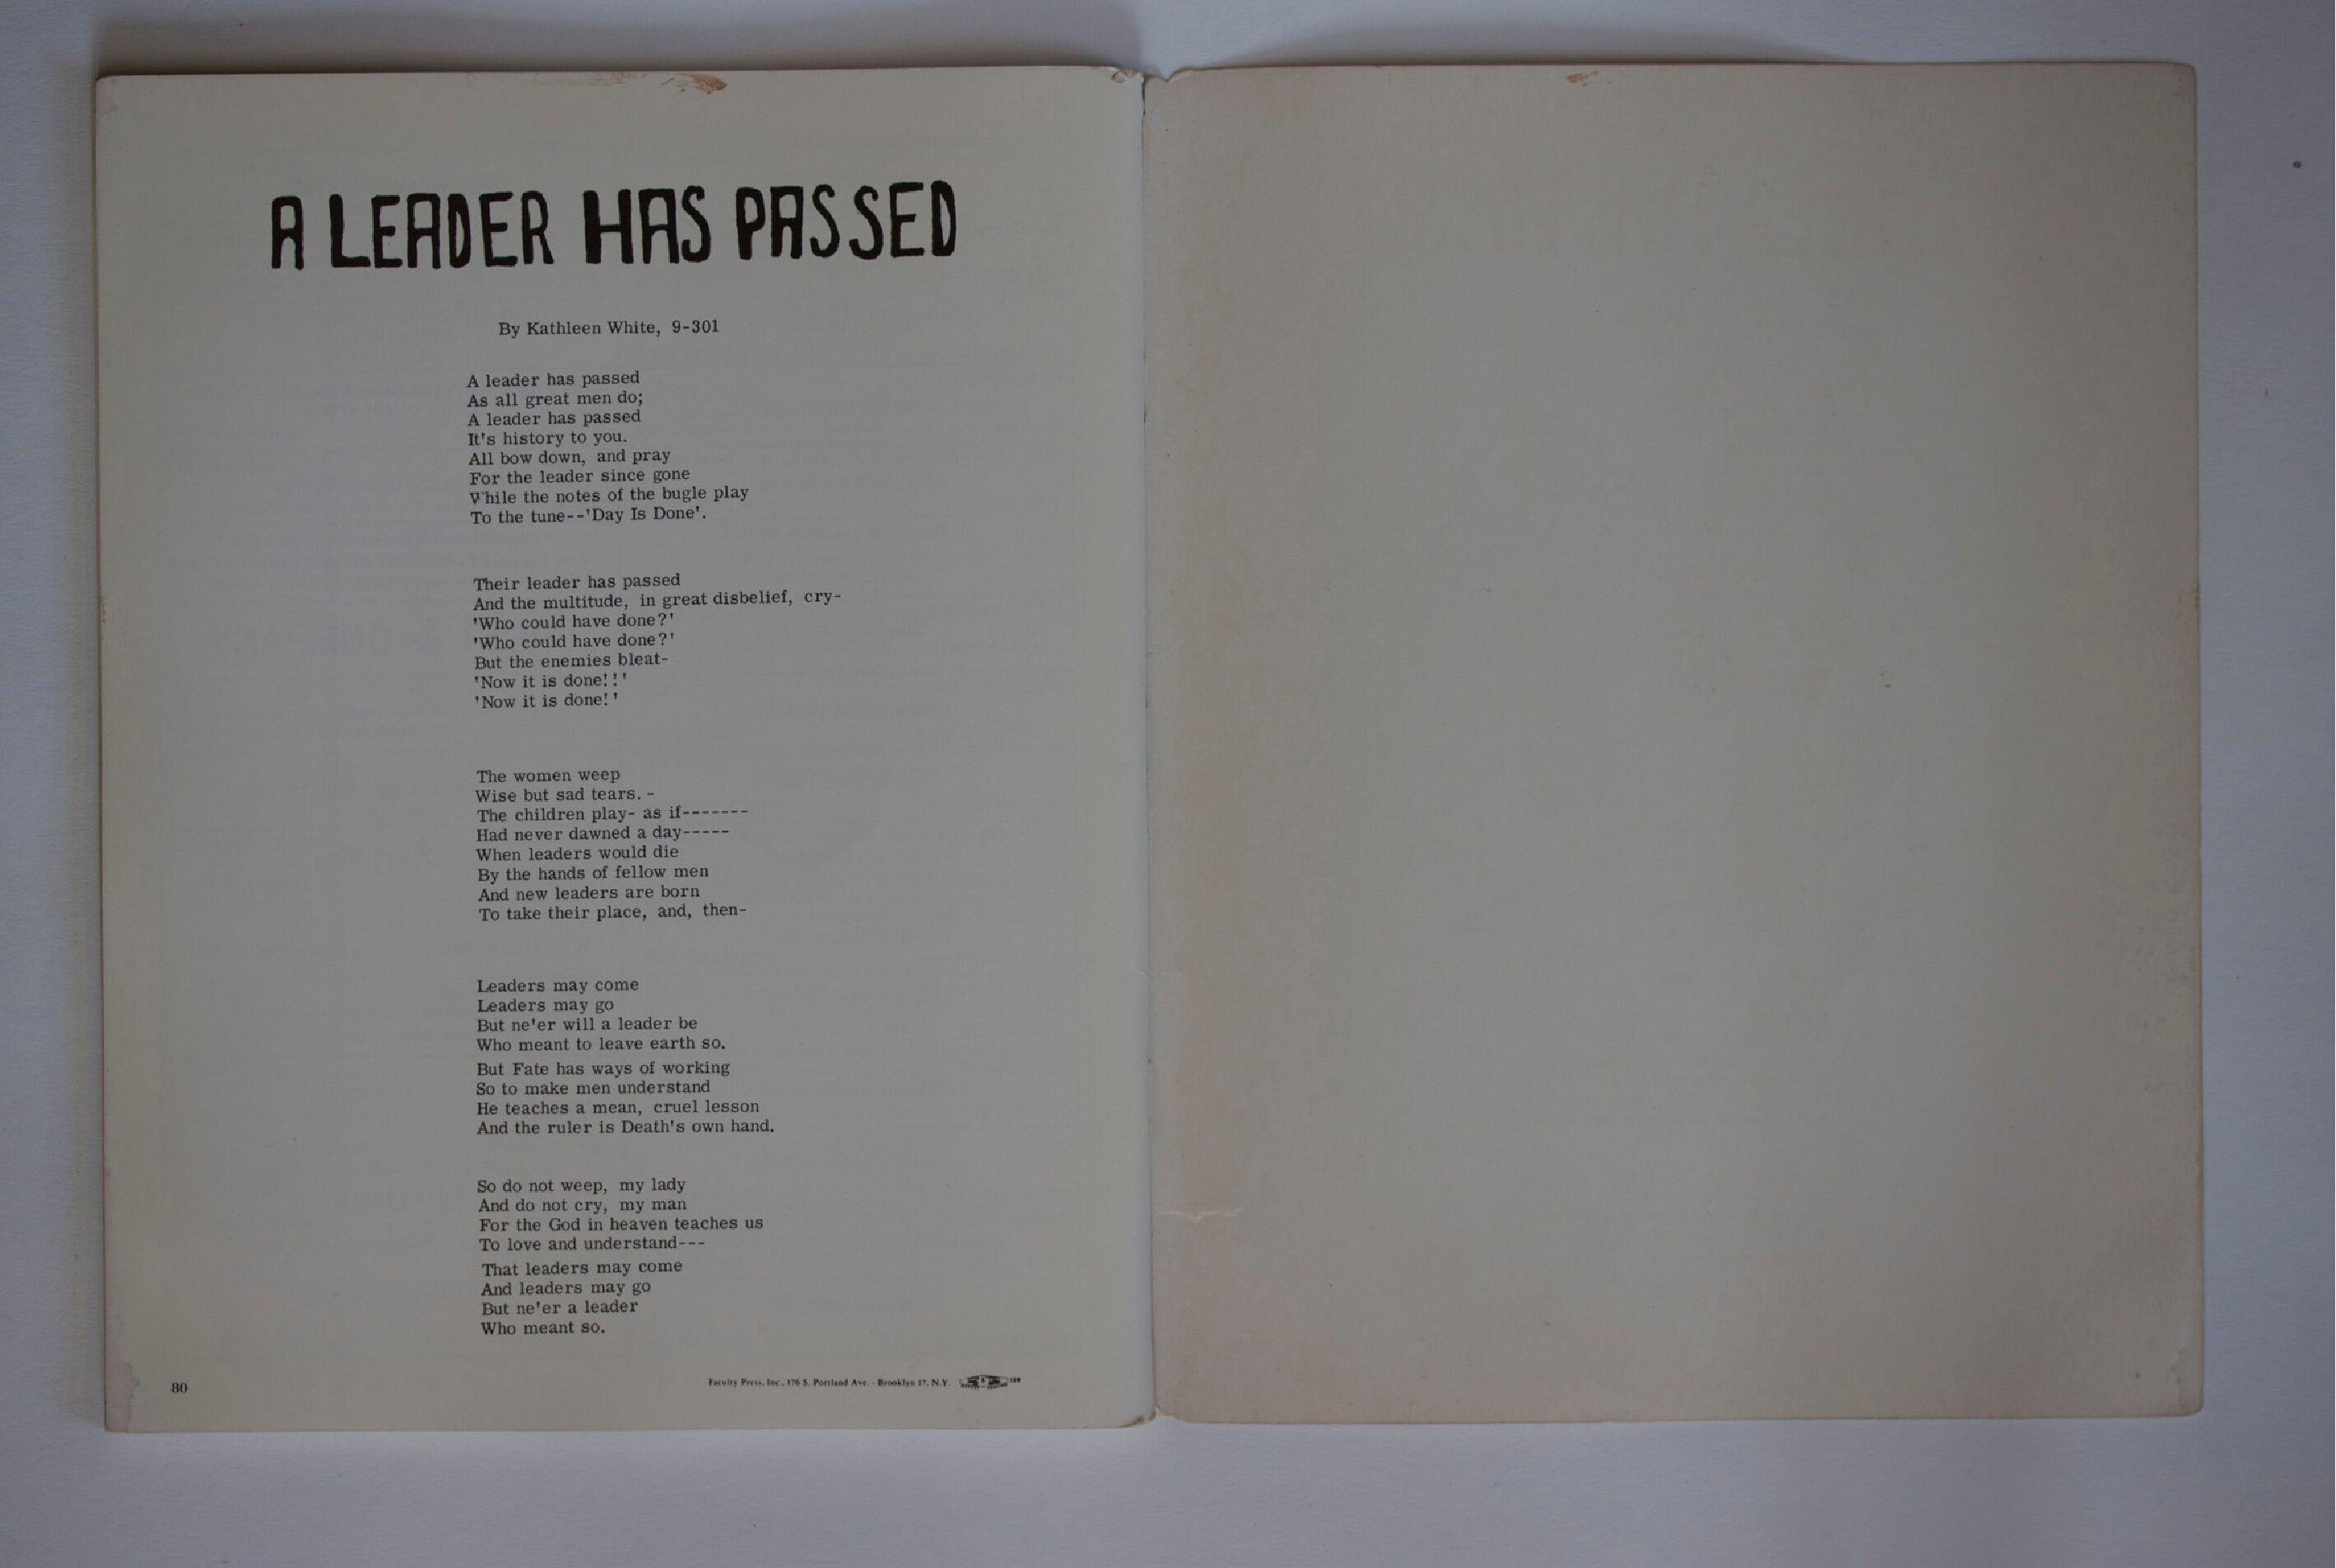 A LEADER HAS PASSED
By Kathleen White, 9-301
A leader has passed
As all great men do;
A leader has passed
It's history to you.
All bow down, and pray
For the leader since gone
While the notes of the bugle play
To the tune--'Day Is Done'.
Their leader has passed
And the multitude, in great disbelief, cry-
'Who could have done?'
'Who could have done?'
But the enemies bleat-
'Now it is done!!'
'Now it is done!'
The women weep
Wise but sad tears. -
The children play- as if-------
Had never dawned a day-----
When leaders would die
By the hands of fellow men
And new leaders are born
To take their place, and, then-
Leaders may come
Leaders may go
But ne'er will a leader be
Who meant to leave earth so.
But Fate has ways of working
So to make men understand
He teaches a mean, cruel lesson
And the ruler is Death's own hand.
So do not weep, my lady
And do not cry, my man
For the God in heaven teaches us
To love and understand---
That leaders may come
And leaders may go
But ne'er a leader
Who meant so.
80
Faculty Press, Inc., 176 S. Portland Ave. - Brooklyn 17, N.Y.